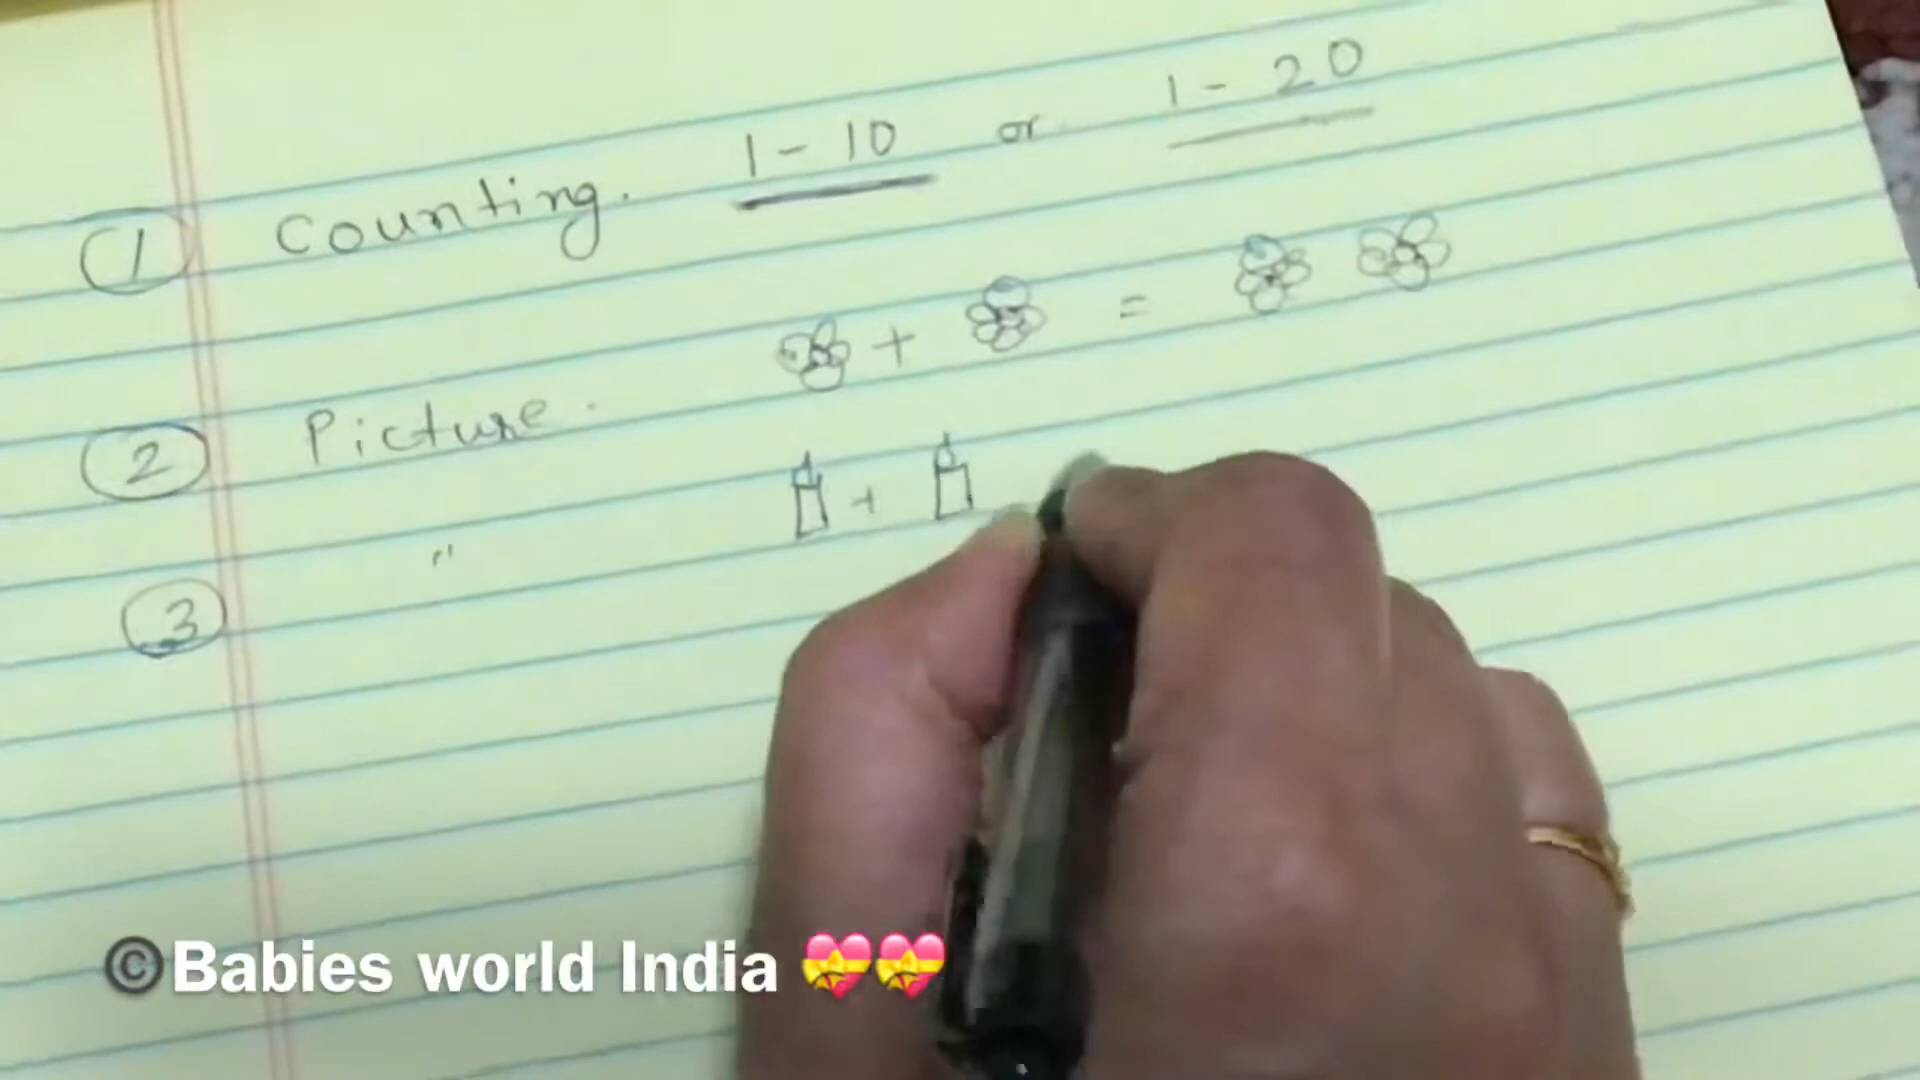 1 Counting. 1 - 10 or 1 - 20
2 Picture. + =
3 " +
©Babies world India 💝💝